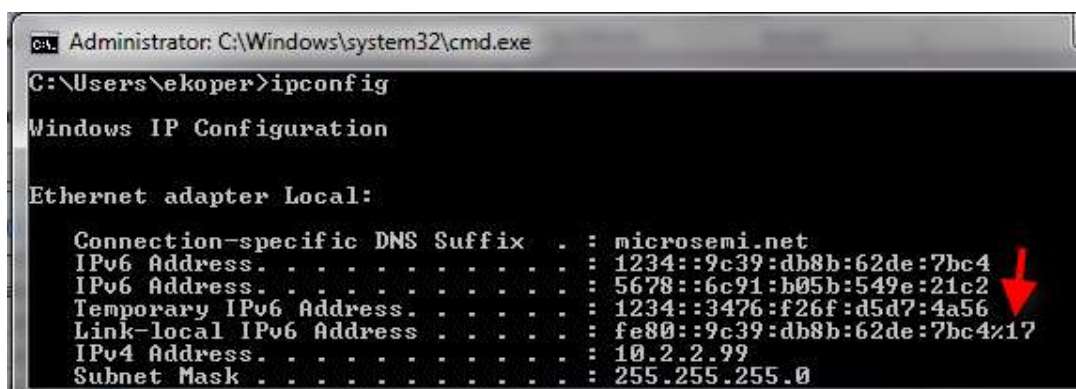 Administrator: C:\Windows\system32\cmd.exe
C:\Users\ekoper>ipconfig
Windows IP Configuration
Ethernet adapter Local:
Connection-specific DNS Suffix . : microsemi.net
IPv6 Address. . . . . . . . . . . : 1234::9c39:db8b:62de:7bc4
IPv6 Address. . . . . . . . . . . : 5678::6c91:b05b:549e:21c2
Temporary IPv6 Address. . . . . . : 1234::3476:f26f:d5d7:4a56
Link-local IPv6 Address . . . . . : fe80::9c39:db8b:62de:7bc4%17
IPv4 Address. . . . . . . . . . . : 10.2.2.99
Subnet Mask . . . . . . . . . . . : 255.255.255.0